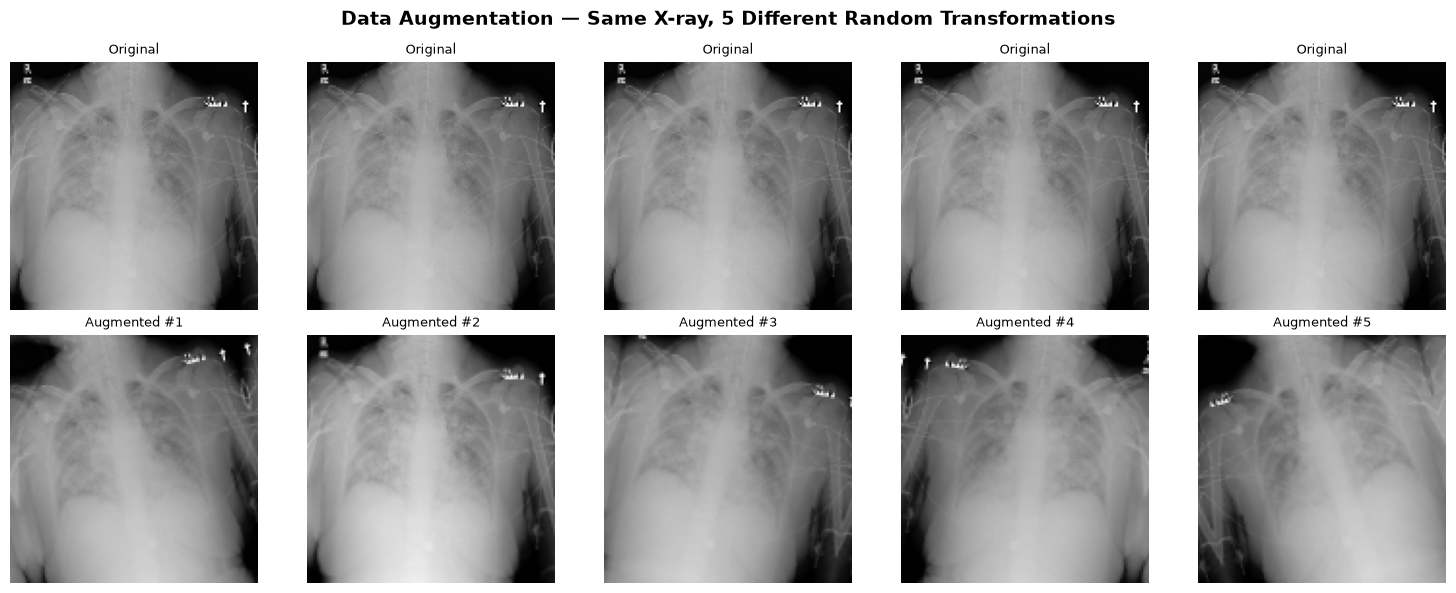 Data Augmentation — Same X-ray, 5 Different Random Transformations
Original Original Original Original Original
Augmented #1 Augmented #2 Augmented #3 Augmented #4 Augmented #5